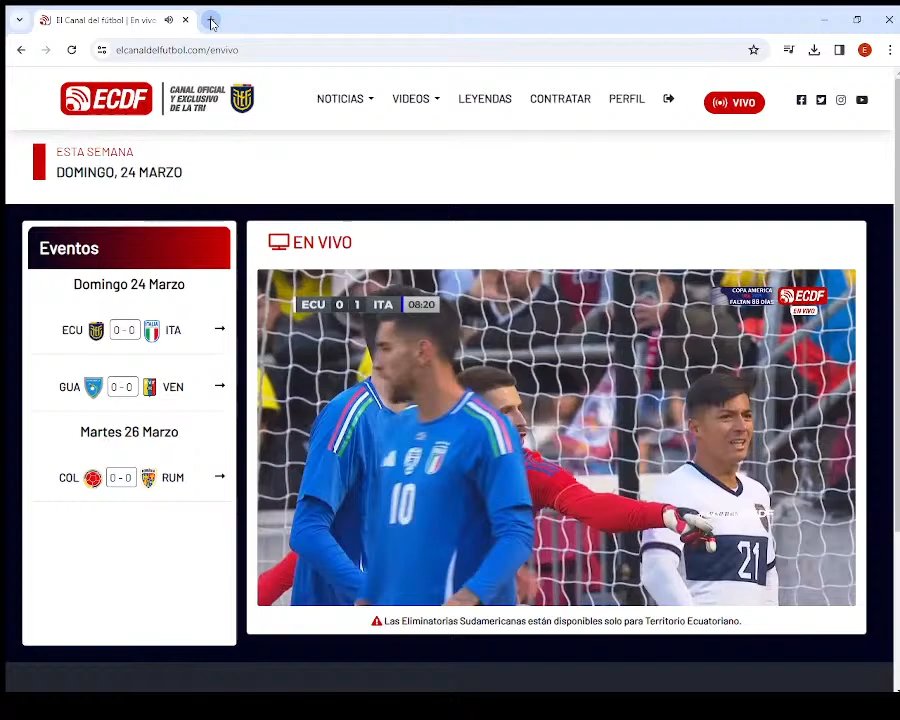 El Canal del fútbol | En vivo
elcanaldelfutbol.com/envivo
E
ECDF
CANAL OFICIAL
Y EXCLUSIVO
DE LA TRI
NOTICIAS
VIDEOS
LEYENDAS
CONTRATAR
PERFIL
VIVO
ESTA SEMANA
DOMINGO, 24 MARZO
Eventos
Domingo 24 Marzo
ECU 0 - 0 ITA
GUA 0 - 0 VEN
Martes 26 Marzo
COL 0 - 0 RUM
EN VIVO
ECU 0 1 ITA 08:20
COPA AMERICA
FALTAN 88 DÍAS
ECDF
EN VIVO
10
21
Las Eliminatorias Sudamericanas están disponibles solo para Territorio Ecuatoriano.